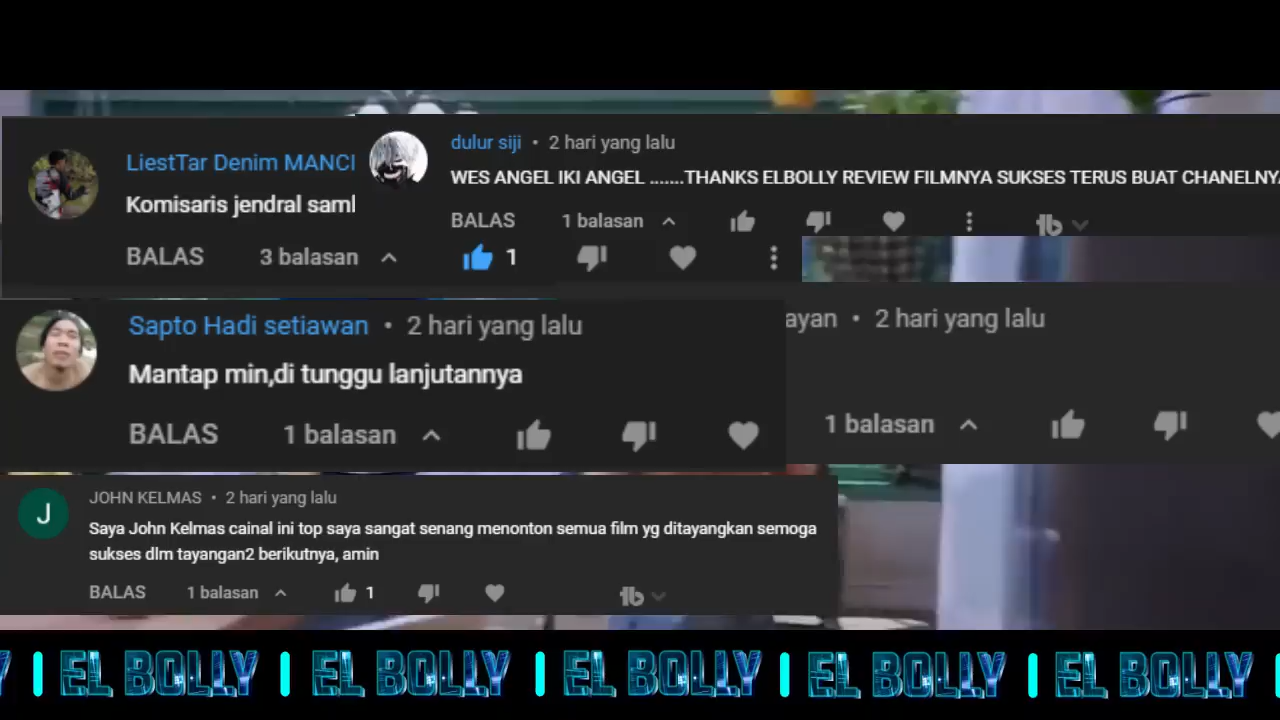 LiestTar Denim MANCI
Komisaris jendral saml
BALAS 3 balasan 1
dulur siji • 2 hari yang lalu
WES ANGEL IKI ANGEL .......THANKS ELBOLLY REVIEW FILMNYA SUKSES TERUS BUAT CHANELNYA
BALAS 1 balasan
Sapto Hadi setiawan • 2 hari yang lalu
Mantap min,di tunggu lanjutannya
BALAS 1 balasan
ayan • 2 hari yang lalu
1 balasan
J
JOHN KELMAS • 2 hari yang lalu
Saya John Kelmas cainal ini top saya sangat senang menonton semua film yg ditayangkan semoga
sukses dlm tayangan2 berikutnya, amin
BALAS 1 balasan 1
Y | EL BOLLY | EL BOLLY | EL BOLLY | EL BOLLY | EL BOLLY |